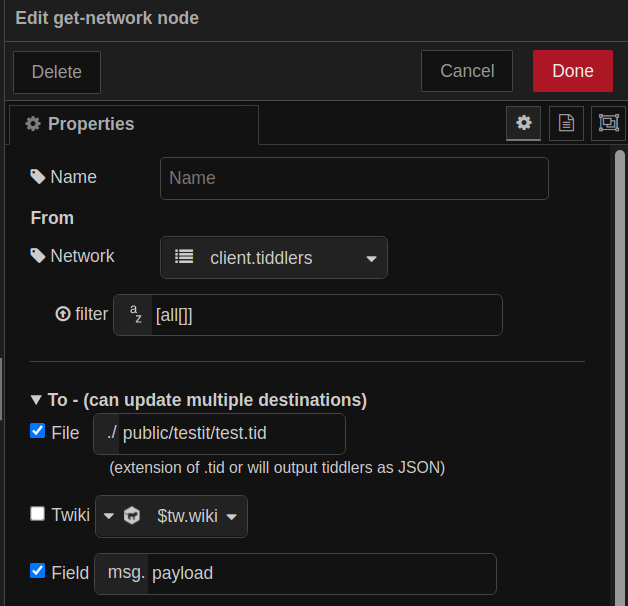 Edit get-network node
Delete
Cancel
Done
Properties
Name
Name
From
Network
client.tiddlers
filter
a
z
[all[]]
To - (can update multiple destinations)
File
./ public/testit/test.tid
(extension of .tid or will output tiddlers as JSON)
Twiki
$tw.wiki
Field
msg. payload